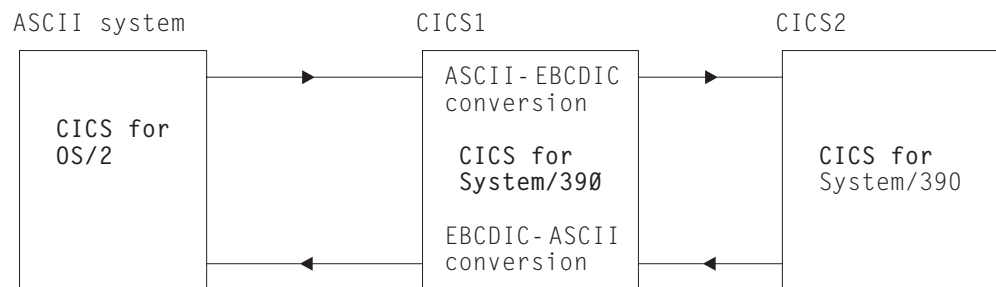 ASCII system
CICS1
CICS2
CICS for
OS/2
ASCII-EBCDIC
conversion
CICS for
System/390
EBCDIC-ASCII
conversion
CICS for
System/390